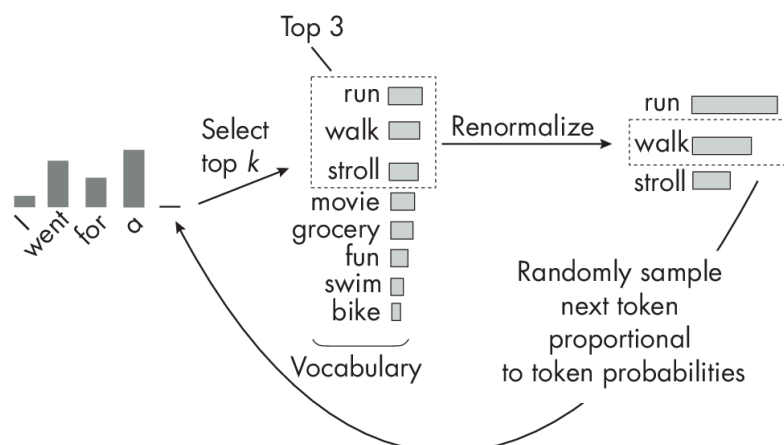 I
went
for
a
Select
top k
Top 3
run
walk
stroll
movie
grocery
fun
swim
bike
Vocabulary
Renormalize
run
walk
stroll
Randomly sample
next token
proportional
to token probabilities